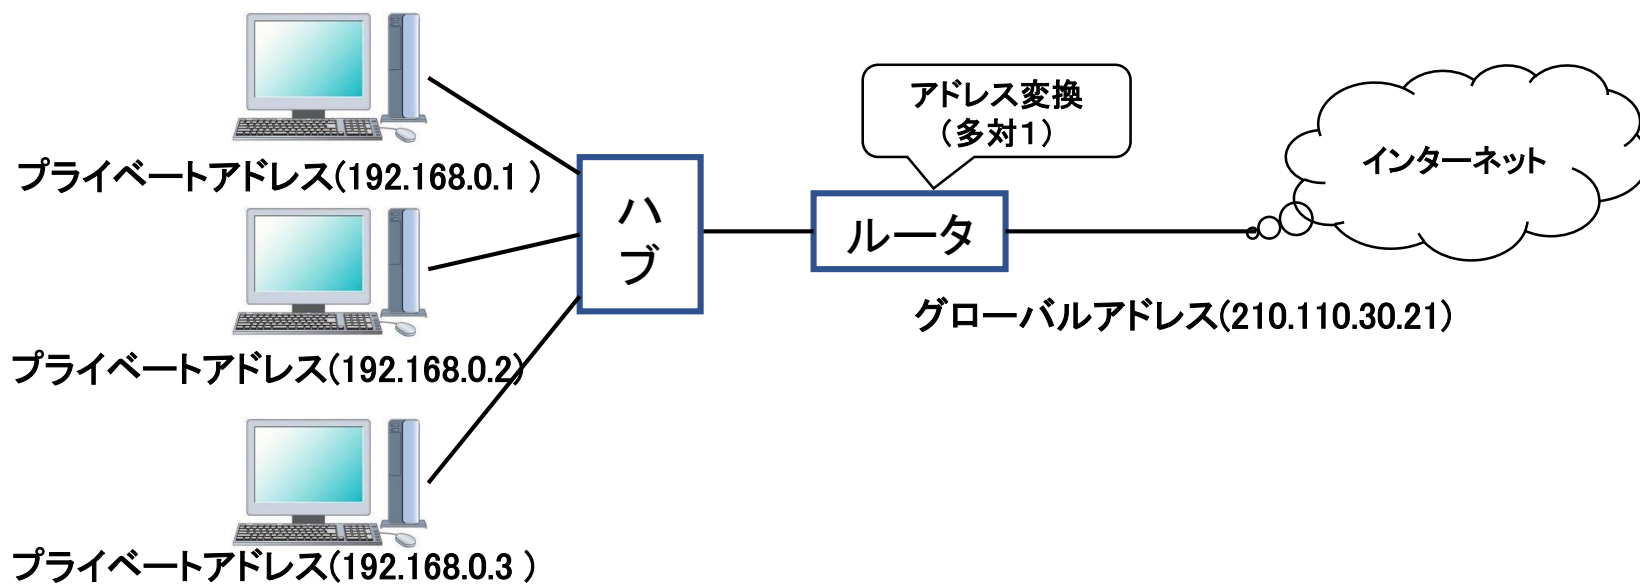 プライベートアドレス(192.168.0.1 )
プライベートアドレス(192.168.0.2)
プライベートアドレス(192.168.0.3 )
ハ
ブ
アドレス変換
（多対１）
ルータ
グローバルアドレス(210.110.30.21)
インターネット